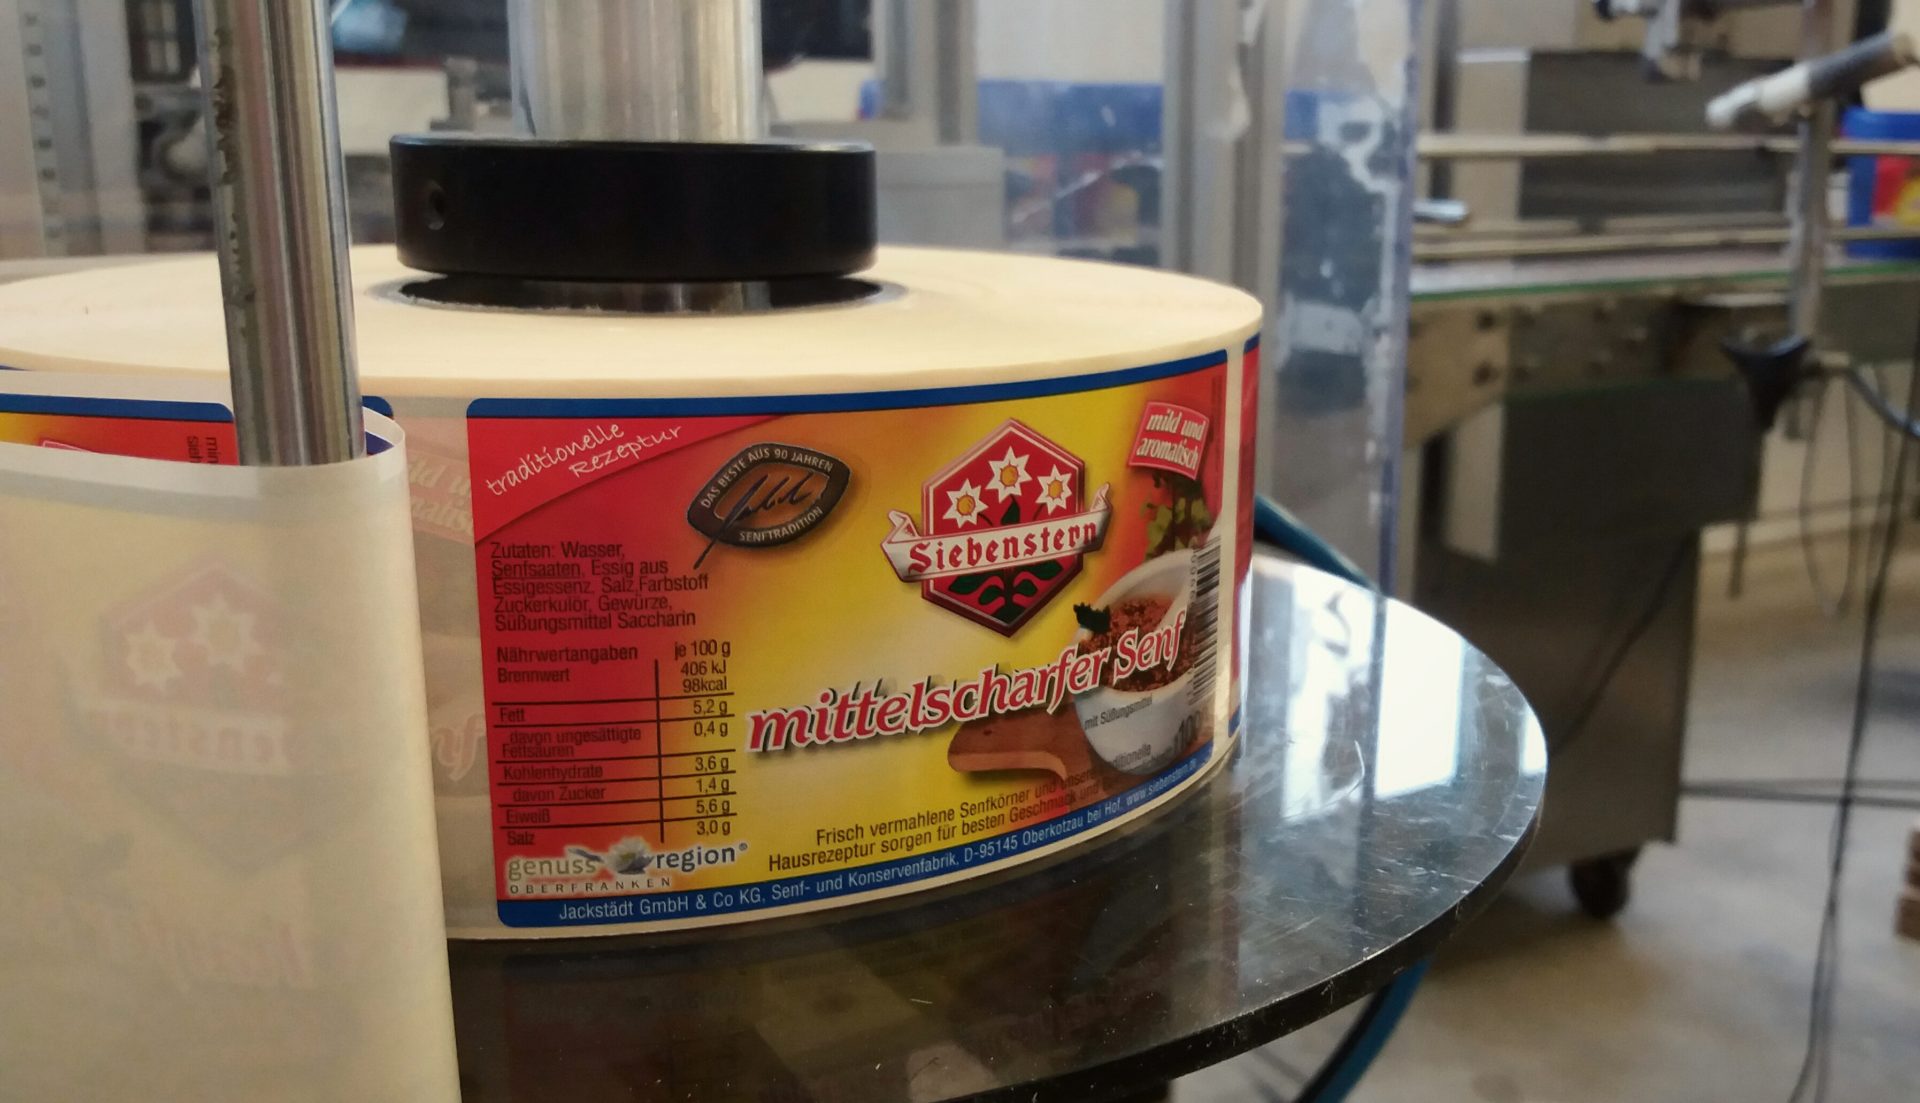 traditionelle
Rezeptur
DAS BESTE AUS 90 JAHREN
SENFTRADITION
Siebenstern
mild und
aromatisch
Zutaten: Wasser,
Senfsaaten, Essig aus
Essigessenz, Salz,Farbstoff
Zuckerkulör, Gewürze,
Süßungsmittel Saccharin
Nährwertangaben je 100 g
Brennwert 406 kJ
98kcal
Fett 5,2 g
davon ungesättigte
Fettsäuren 0,4 g
Kohlenhydrate 3,6 g
davon Zucker 1,4 g
Eiweiß 5,6 g
Salz 3,0 g
mittelscharfer Senf
mit Süßungsmittel
Frisch vermahlene Senfkörner und unsere
Hausrezeptur sorgen für besten Geschmack und
genuss region®
OBERFRANKEN
Jackstädt GmbH & Co KG, Senf- und Konservenfabrik, D-95145 Oberkotzau bei Hof, www.siebenstern.de